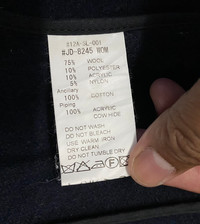 #JD-8245 WOM
75% WOOL
10% POLYESTER
10% ACRYLIC
5% NYLON
Ancillary
100% COTTON
Piping
100% ACRYLIC
COW HIDE
DO NOT WASH
DO NOT BLEACH
USE WARM IRON
DRY CLEAN
DO NOT TUMBLE DRY